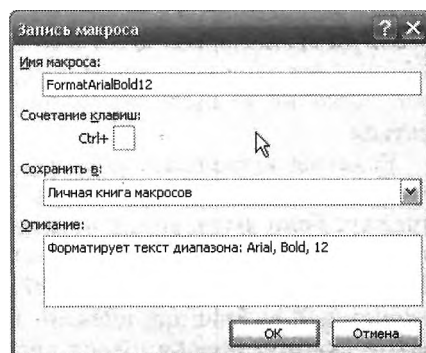 Запись макроса
Имя макроса:
FormatArialBold12
Сочетание клавиш:
Ctrl+
Сохранить в:
Личная книга макросов
Описание:
Форматирует текст диапазона: Arial, Bold, 12
ОК
Отмена